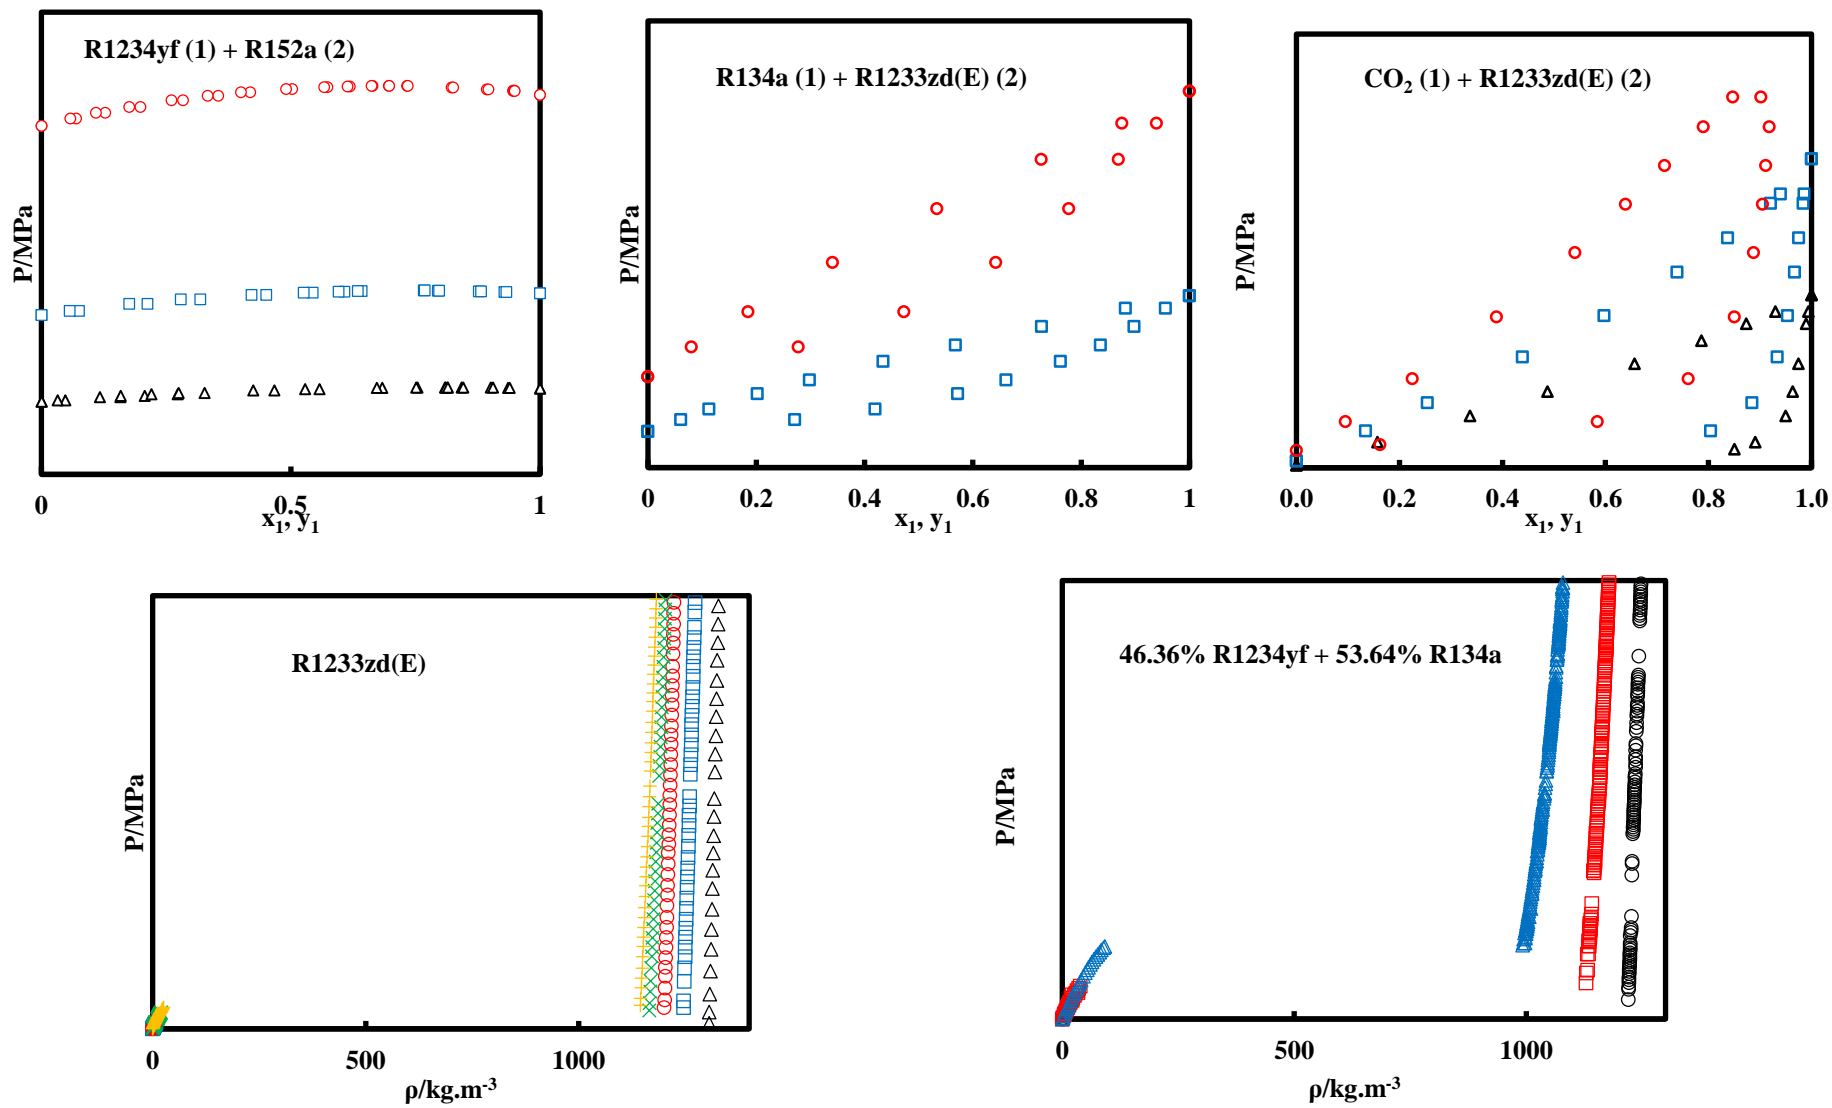 R1234yf (1) + R152a (2)
P/MPa
0 0.5 1
x₁, y₁
R134a (1) + R1233zd(E) (2)
P/MPa
0 0.2 0.4 0.6 0.8 1
x₁, y₁
CO₂ (1) + R1233zd(E) (2)
P/MPa
0.0 0.2 0.4 0.6 0.8 1.0
x₁, y₁
R1233zd(E)
P/MPa
0 500 1000
ρ/kg.m⁻³
46.36% R1234yf + 53.64% R134a
P/MPa
0 500 1000
ρ/kg.m⁻³